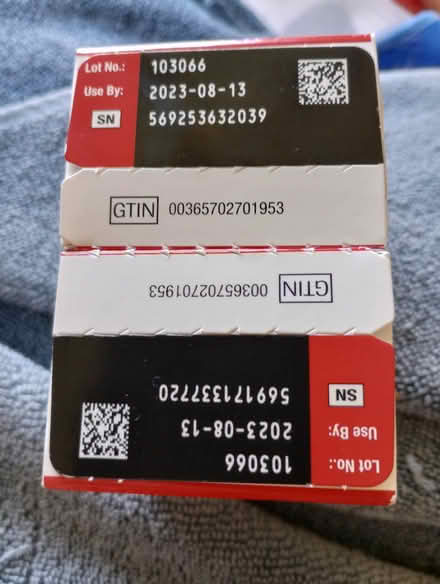 Lot No.: 103066
Use By: 2023-08-13
SN 569253632039
GTIN 00365702701953
GTIN 00365702701953
SN 569171337720
Use By: 2023-08-13
Lot No.: 103066